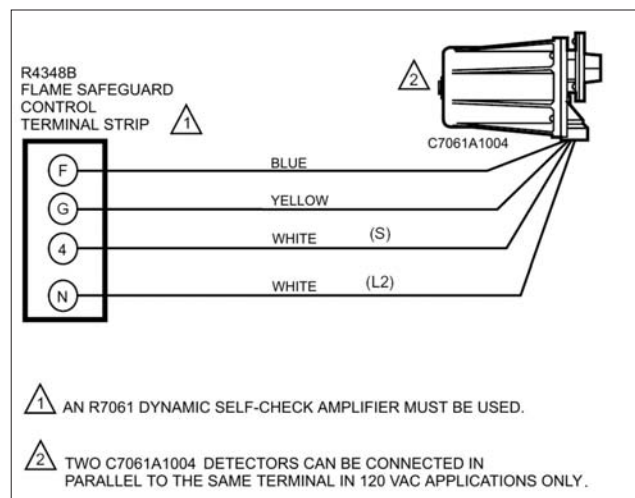 R4348B
FLAME SAFEGUARD
CONTROL
TERMINAL STRIP
1
2
C7061A1004
F
BLUE
G
YELLOW
4
WHITE (S)
N
WHITE (L2)
1 AN R7061 DYNAMIC SELF-CHECK AMPLIFIER MUST BE USED.
2 TWO C7061A1004 DETECTORS CAN BE CONNECTED IN
PARALLEL TO THE SAME TERMINAL IN 120 VAC APPLICATIONS ONLY.